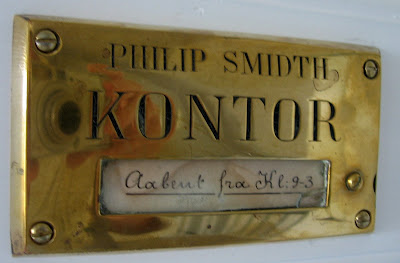 PHILIP SMIDTH
KONTOR
Aabent fra Kl: 9-3